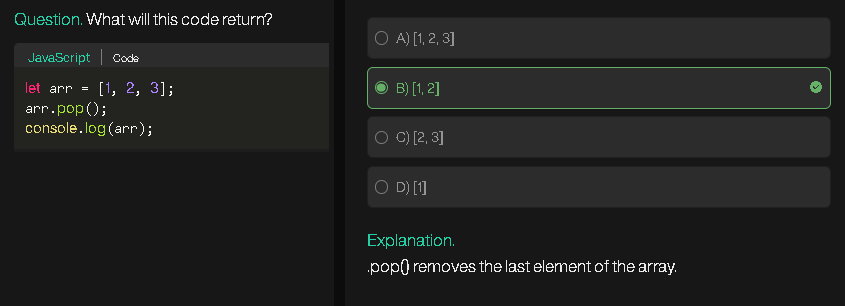 Question. What will this code return?
JavaScript | Code
let arr = [1, 2, 3];
arr.pop();
console.log(arr);
A) [1, 2, 3]
B) [1, 2]
C) [2, 3]
D) [1]
Explanation.
.pop() removes the last element of the array.